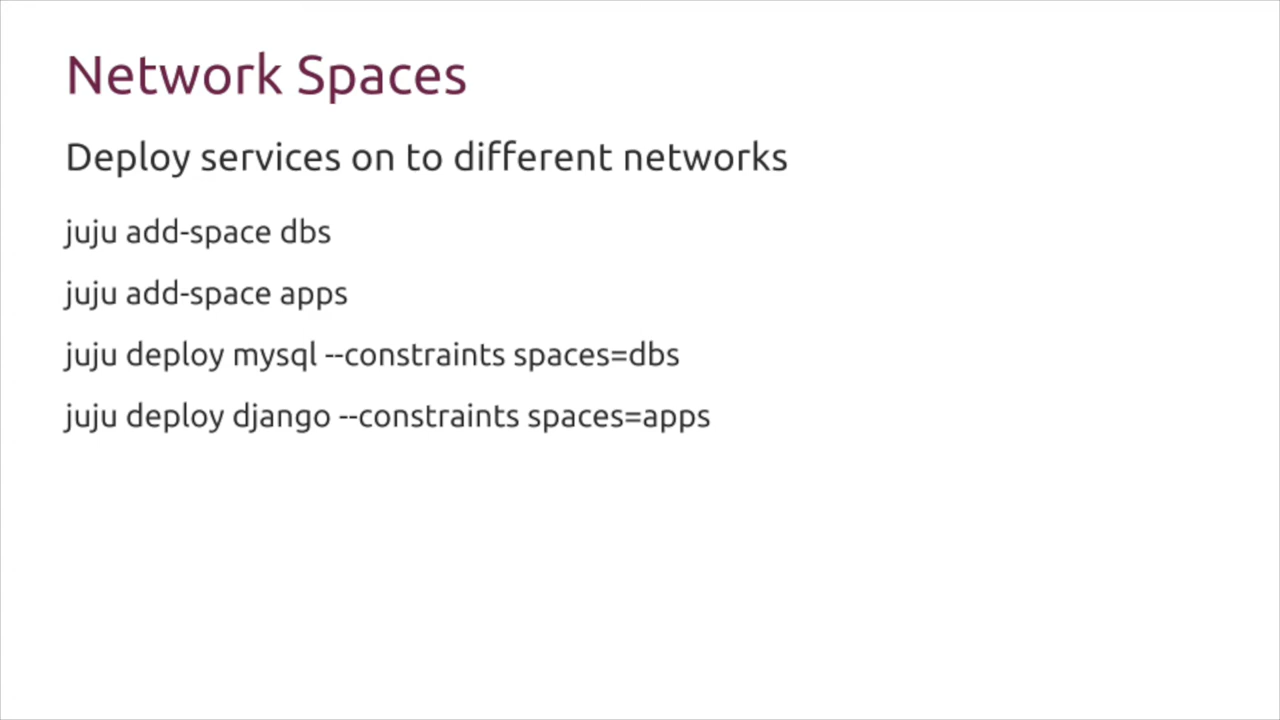 Network Spaces
Deploy services on to different networks
juju add-space dbs
juju add-space apps
juju deploy mysql --constraints spaces=dbs
juju deploy django --constraints spaces=apps